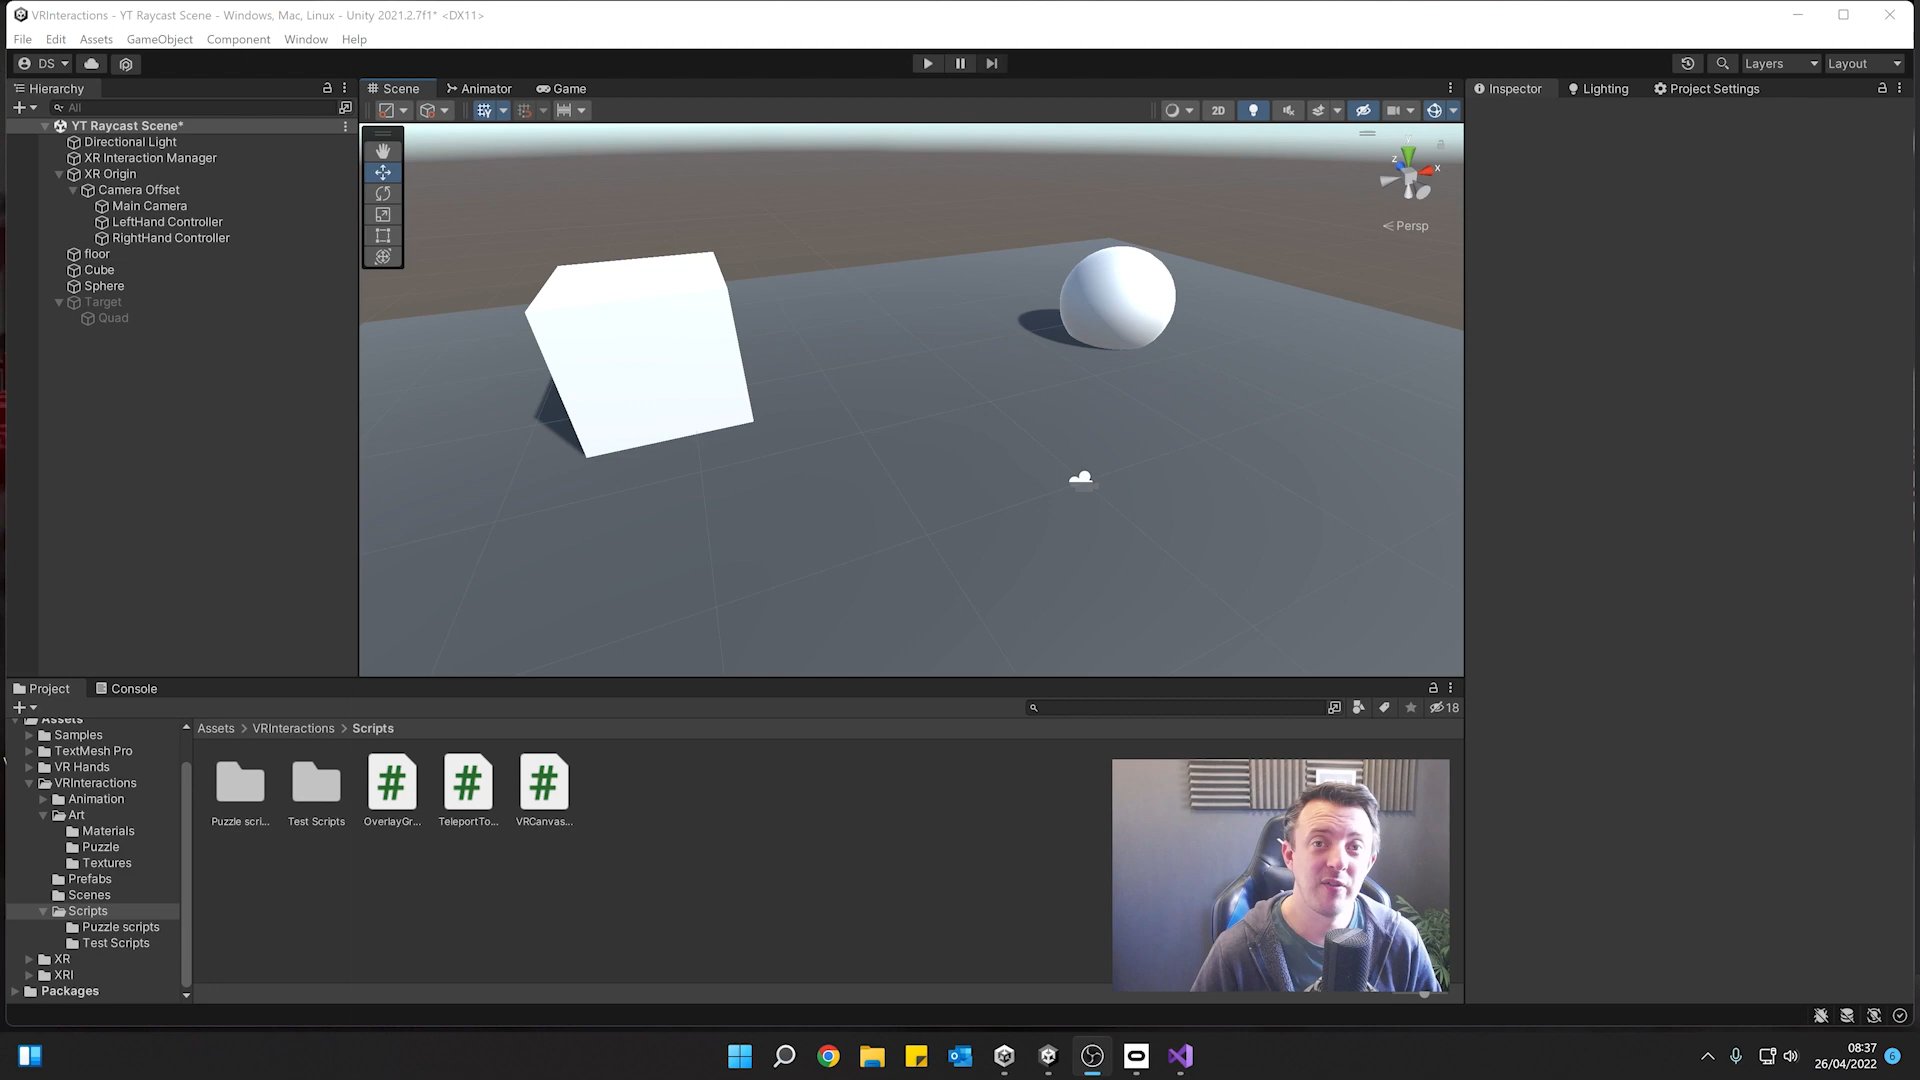 VRInteractions - YT Raycast Scene - Windows, Mac, Linux - Unity 2021.2.7f1* <DX11>
File Edit Assets GameObject Component Window Help
DS Layers Layout
Hierarchy
All
YT Raycast Scene*
Directional Light
XR Interaction Manager
XR Origin
Camera Offset
Main Camera
LeftHand Controller
RightHand Controller
floor
Cube
Sphere
Target
Quad
Scene Animator Game
2D
y
z
x
Persp
Inspector Lighting Project Settings
Project Console
18
Assets
Samples
TextMesh Pro
VR Hands
VRInteractions
Animation
Art
Materials
Puzzle
Textures
Prefabs
Scenes
Scripts
Puzzle scripts
Test Scripts
XR
XRI
Packages
Assets > VRInteractions > Scripts
#
#
#
Puzzle scri...
Test Scripts
OverlayGr...
TeleportTo...
VRCanvas...
08:37
26/04/2022
6